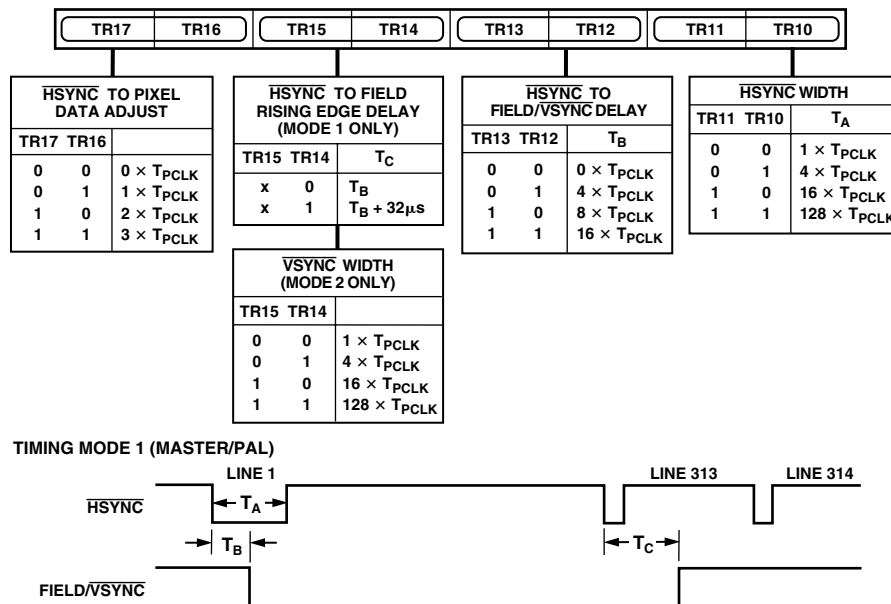 TR17 TR16 TR15 TR14 TR13 TR12 TR11 TR10
HSYNC TO PIXEL
DATA ADJUST
TR17 TR16
0 0 0 × TPCLK
0 1 1 × TPCLK
1 0 2 × TPCLK
1 1 3 × TPCLK
HSYNC TO FIELD
RISING EDGE DELAY
(MODE 1 ONLY)
TR15 TR14 TC
x 0 TB
x 1 TB + 32µs
VSYNC WIDTH
(MODE 2 ONLY)
TR15 TR14
0 0 1 × TPCLK
0 1 4 × TPCLK
1 0 16 × TPCLK
1 1 128 × TPCLK
HSYNC TO
FIELD/VSYNC DELAY
TR13 TR12 TB
0 0 0 × TPCLK
0 1 4 × TPCLK
1 0 8 × TPCLK
1 1 16 × TPCLK
HSYNC WIDTH
TR11 TR10 TA
0 0 1 × TPCLK
0 1 4 × TPCLK
1 0 16 × TPCLK
1 1 128 × TPCLK
TIMING MODE 1 (MASTER/PAL)
LINE 1 LINE 313 LINE 314
HSYNC
TA
TB
TC
FIELD/VSYNC